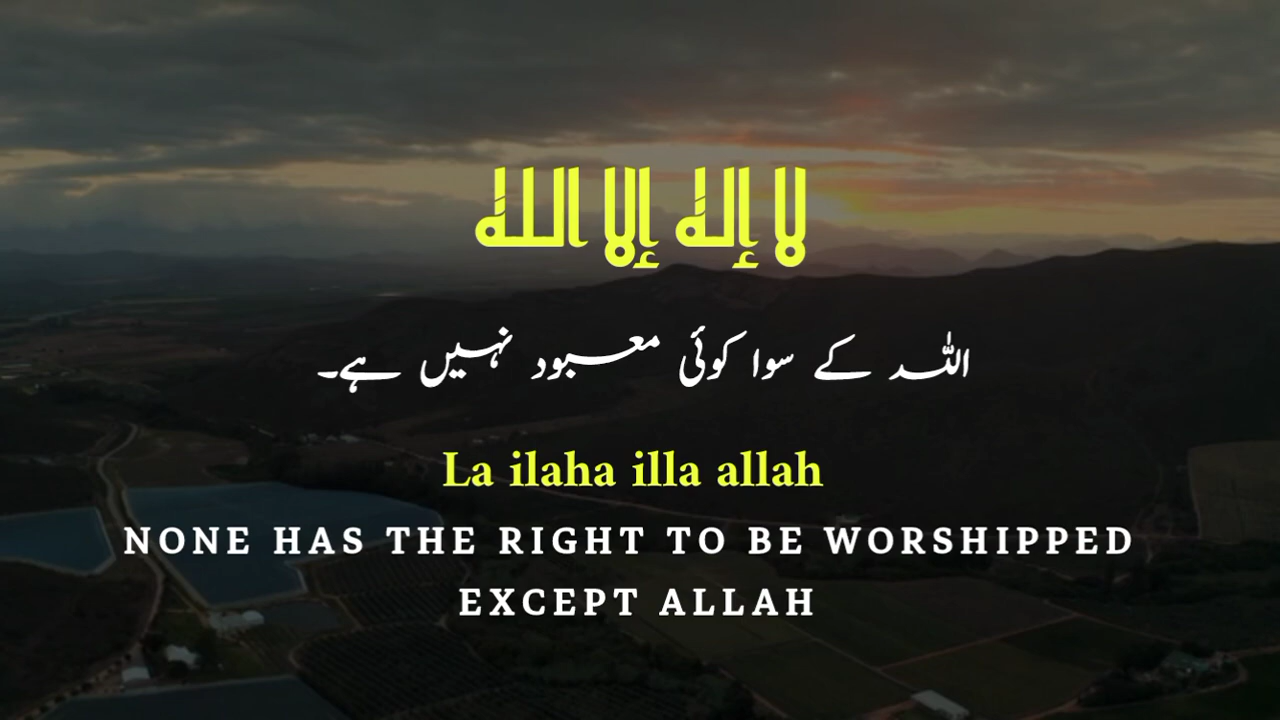 لا إله إلا الله
اللہ کے سوا کوئی معبود نہیں ہے۔
La ilaha illa allah
NONE HAS THE RIGHT TO BE WORSHIPPED
EXCEPT ALLAH